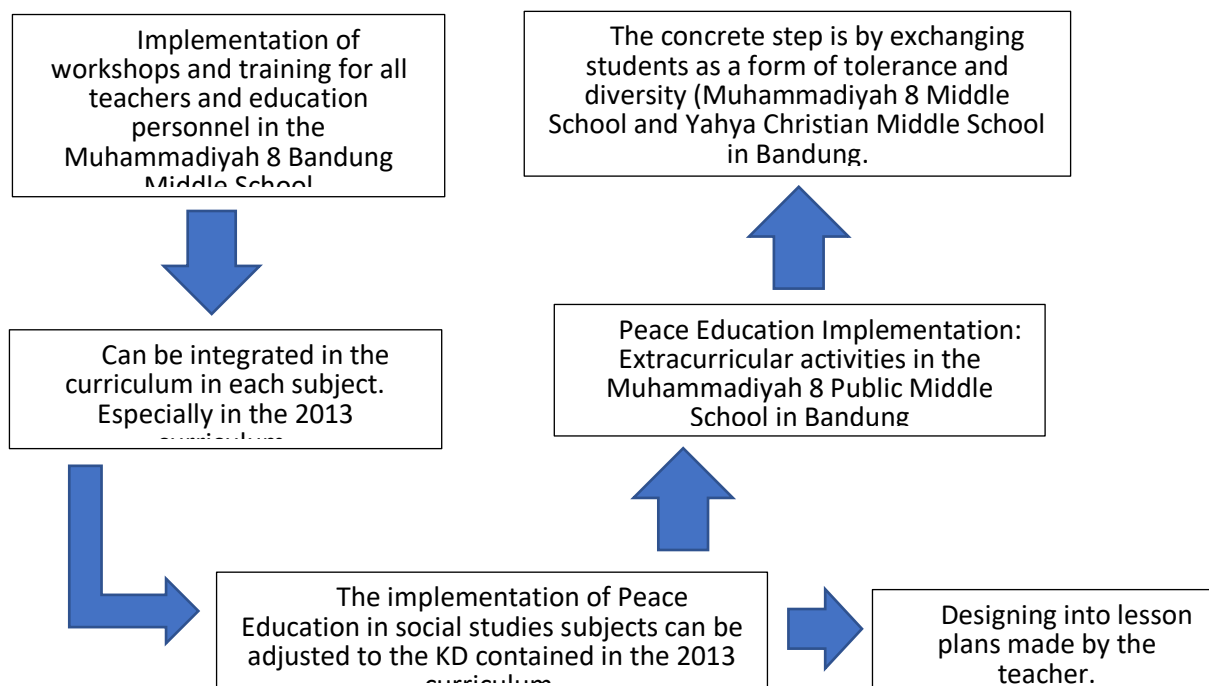 Implementation of
workshops and training for all
teachers and education
personnel in the
Muhammadiyah 8 Bandung
Middle School
Can be integrated in the
curriculum in each subject.
Especially in the 2013
The implementation of Peace
Education in social studies subjects can be
adjusted to the KD contained in the 2013
Designing into lesson
plans made by the
teacher.
Peace Education Implementation:
Extracurricular activities in the
Muhammadiyah 8 Public Middle
School in Bandung
The concrete step is by exchanging
students as a form of tolerance and
diversity (Muhammadiyah 8 Middle
School and Yahya Christian Middle School
in Bandung.